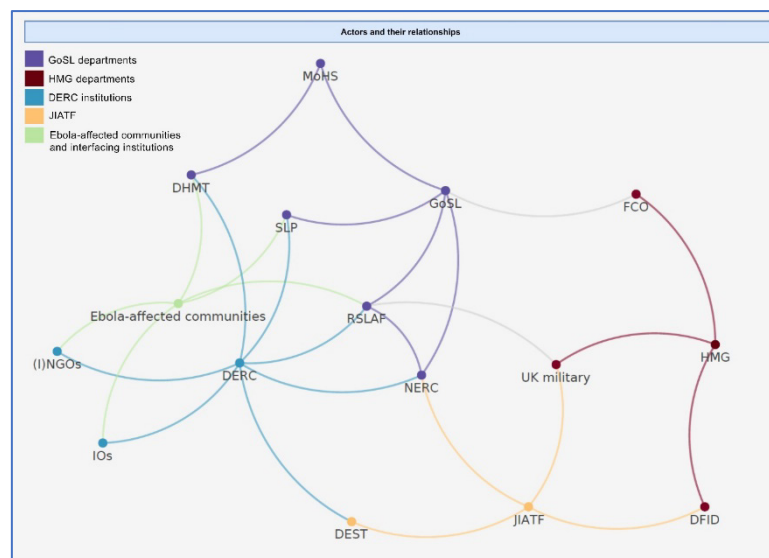 Actors and their relationships
GoSL departments
HMG departments
DERC institutions
JIATF
Ebola-affected communities
and interfacing institutions
MoHS
DHMT
GoSL
FCO
SLP
Ebola-affected communities
RSLAF
(I)NGOs
DERC
NERC
UK military
HMG
IOs
DEST
JIATF
DFID